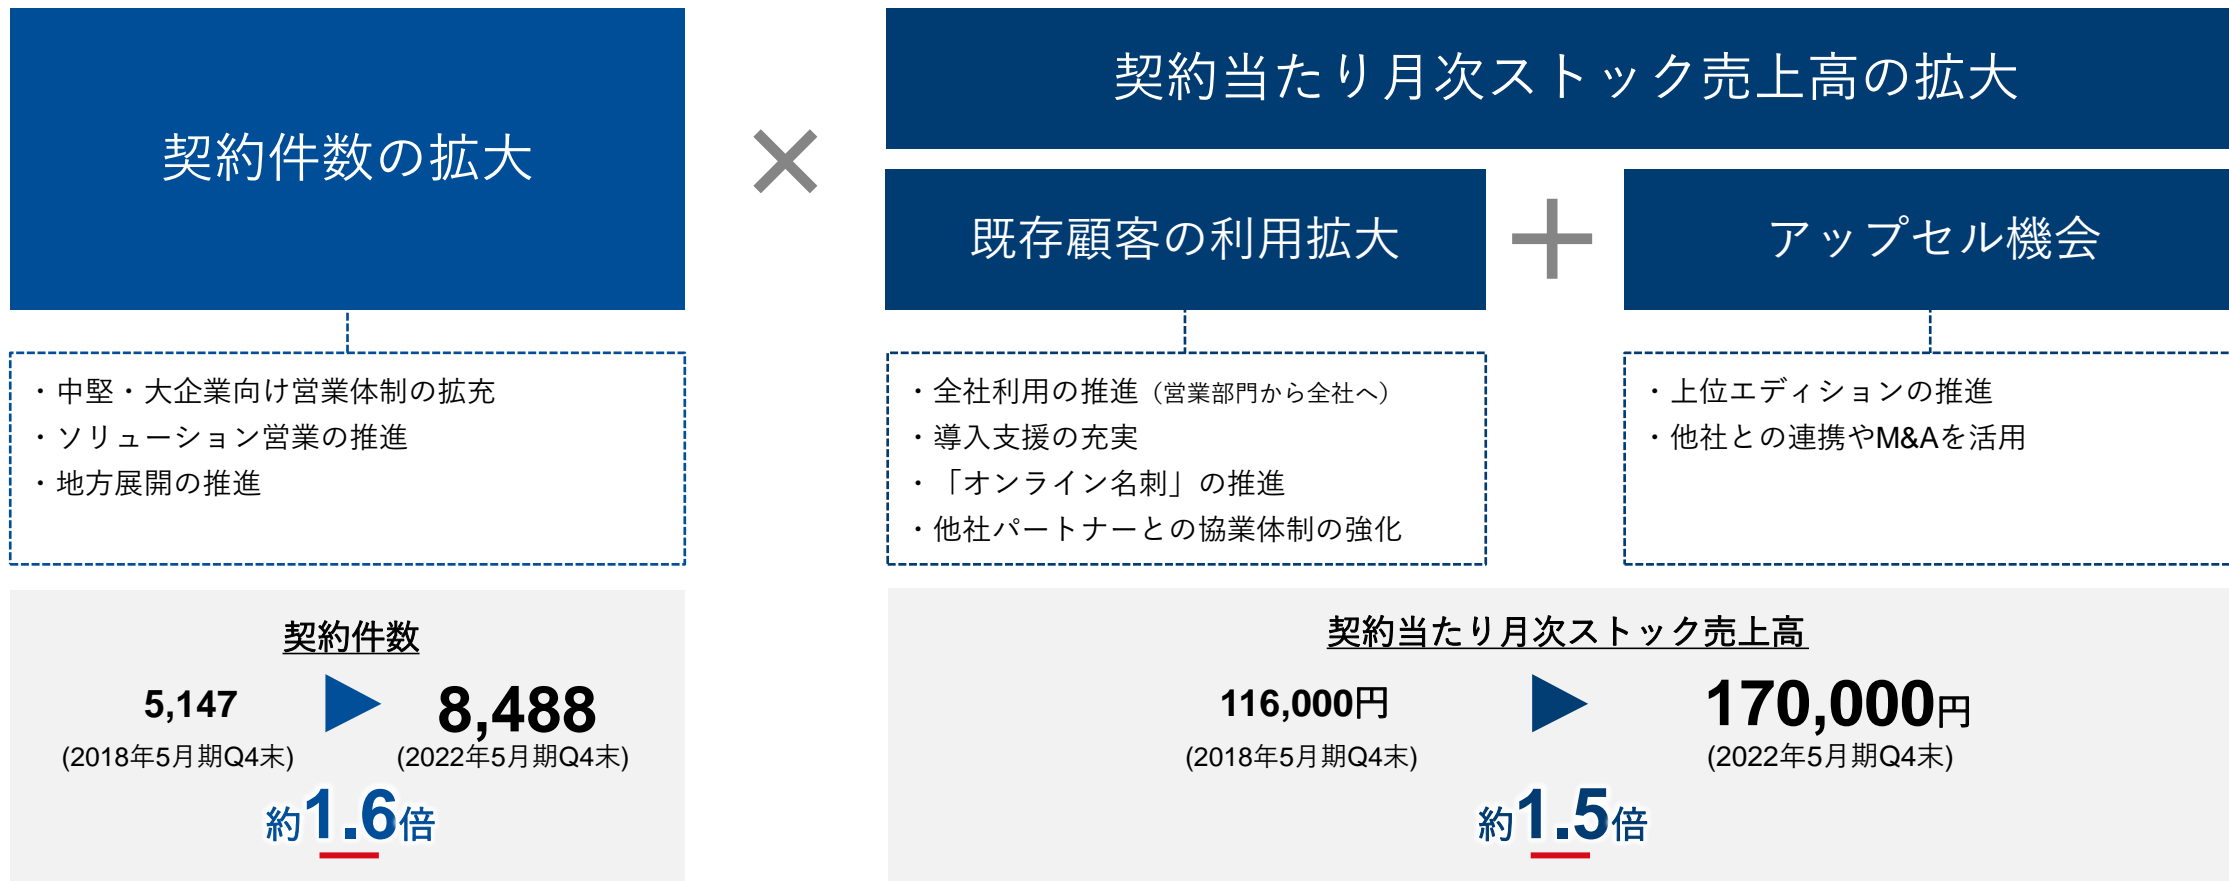 契約件数の拡大
×
契約当たり月次ストック売上高の拡大
既存顧客の利用拡大
+
アップセル機会
・中堅・大企業向け営業体制の拡充
・ソリューション営業の推進
・地方展開の推進
・全社利用の推進（営業部門から全社へ）
・導入支援の充実
・「オンライン名刺」の推進
・他社パートナーとの協業体制の強化
・上位エディションの推進
・他社との連携やM&Aを活用
契約件数
5,147
(2018年5月期Q4末)
8,488
(2022年5月期Q4末)
約1.6倍
契約当たり月次ストック売上高
116,000円
(2018年5月期Q4末)
170,000円
(2022年5月期Q4末)
約1.5倍